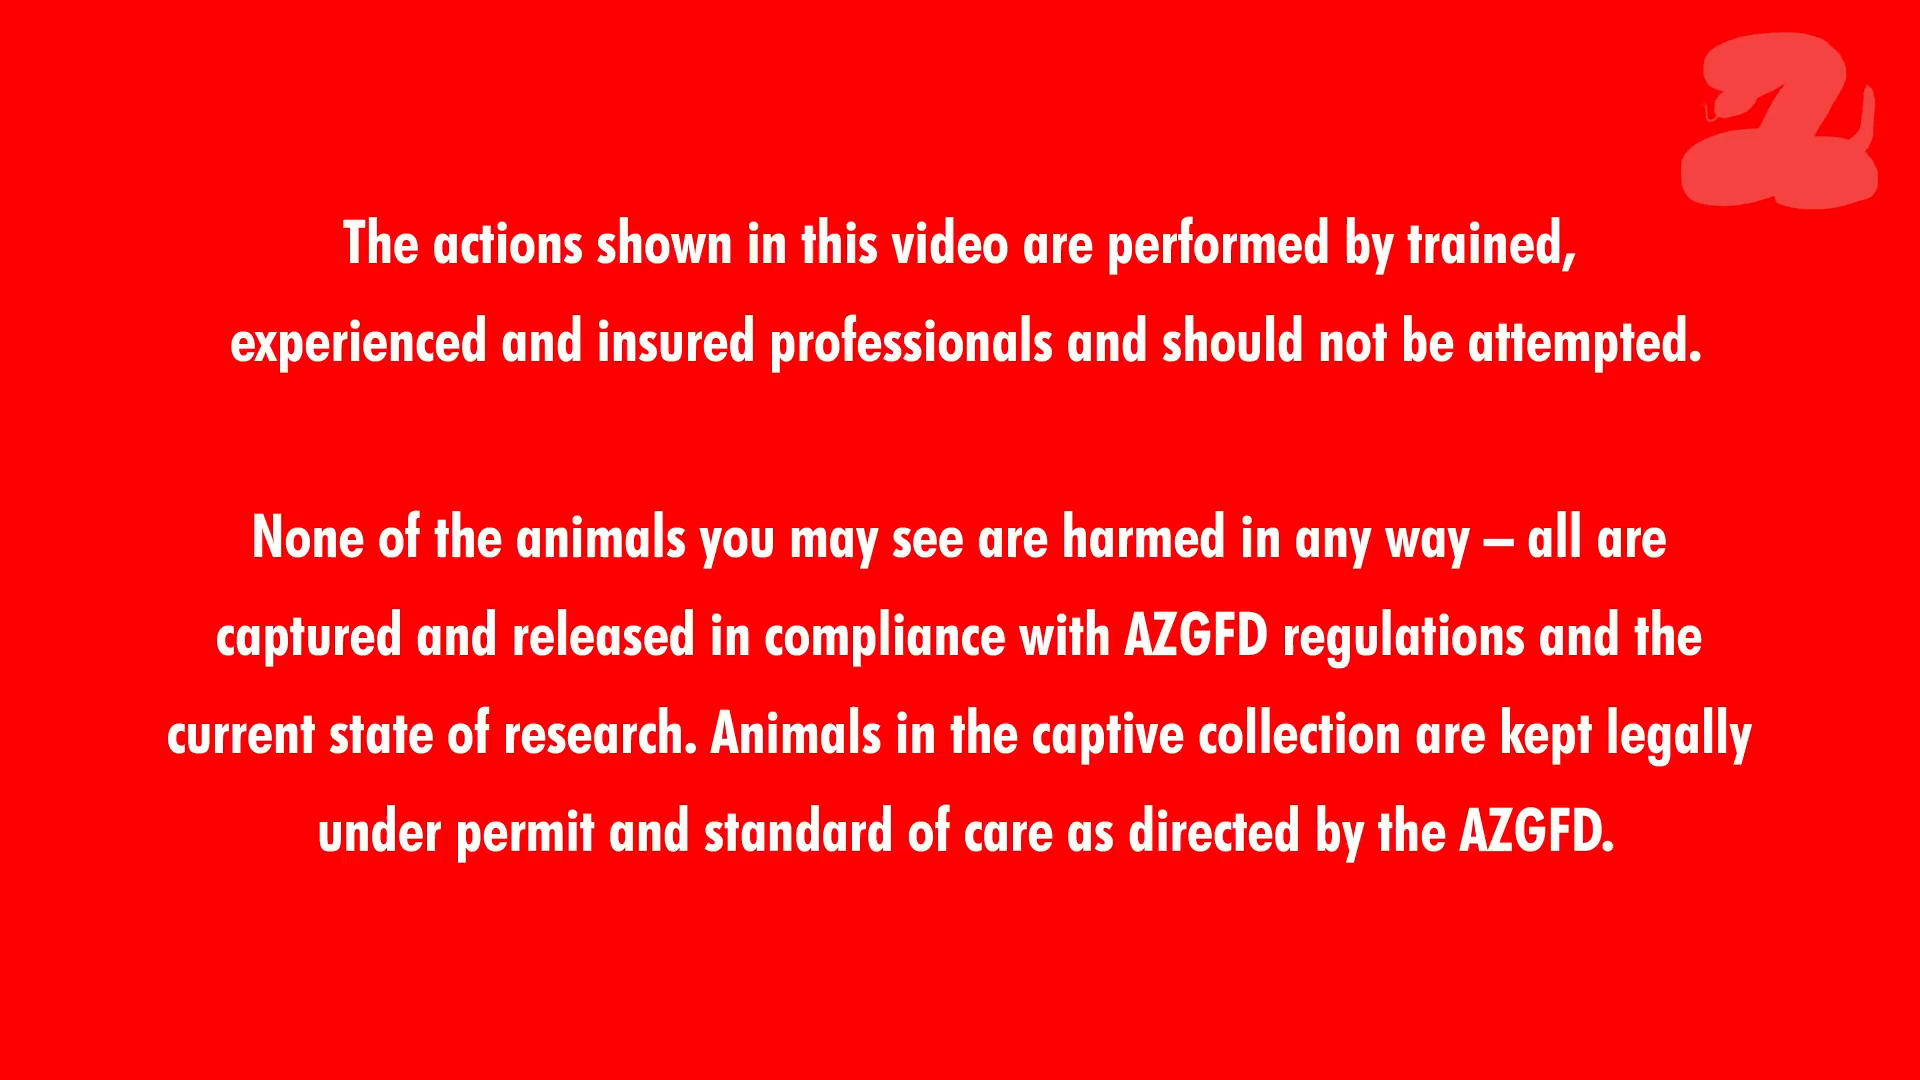 The actions shown in this video are performed by trained,
experienced and insured professionals and should not be attempted.
None of the animals you may see are harmed in any way – all are
captured and released in compliance with AZGFD regulations and the
current state of research. Animals in the captive collection are kept legally
under permit and standard of care as directed by the AZGFD.